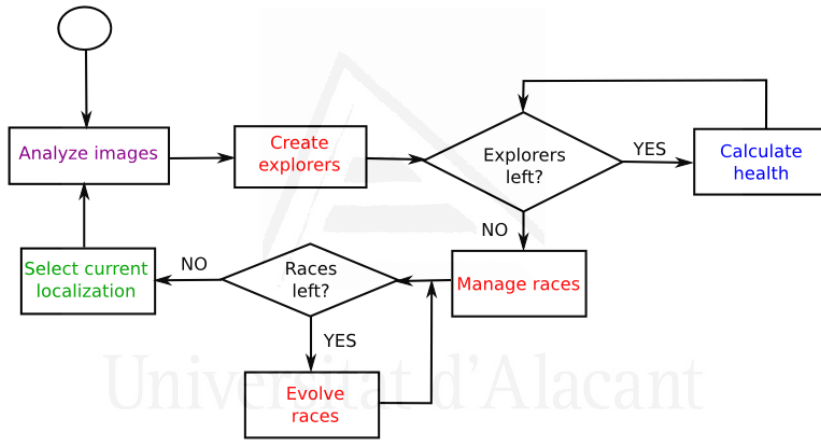 Analyze images
Create
explorers
Explorers
left?
YES
Calculate
health
NO
Manage races
Races
left?
NO
Select current
localization
YES
Evolve
races
Universitat d'Alacant